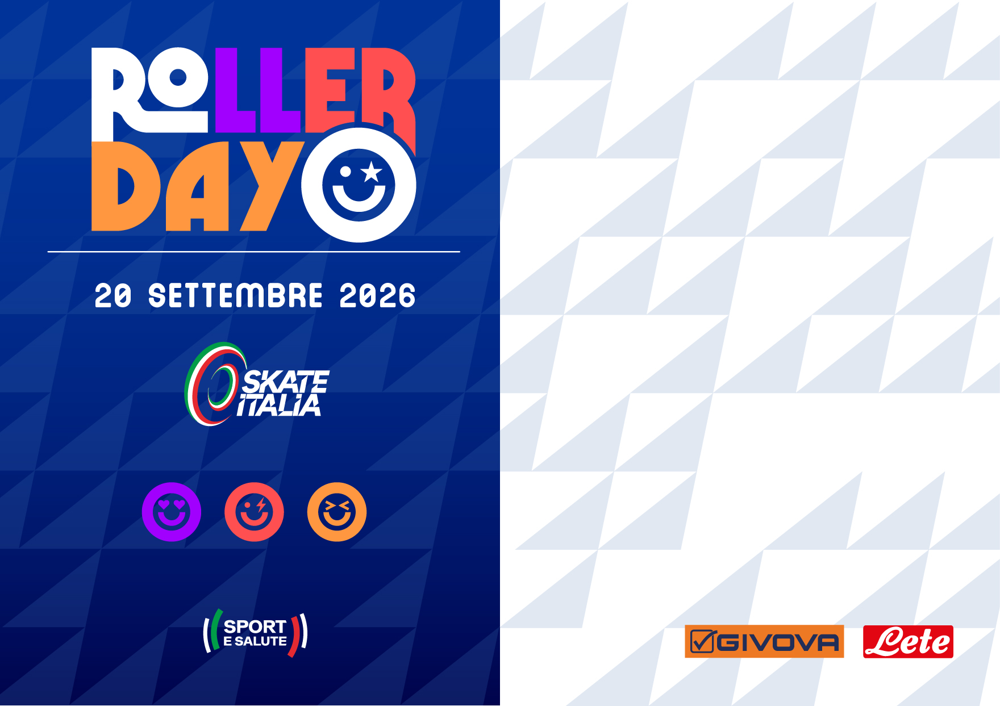 ROLLER
DAY
20 SETTEMBRE 2026
SKATE
ITALIA
SPORT
E SALUTE
GIVOVA
Lete